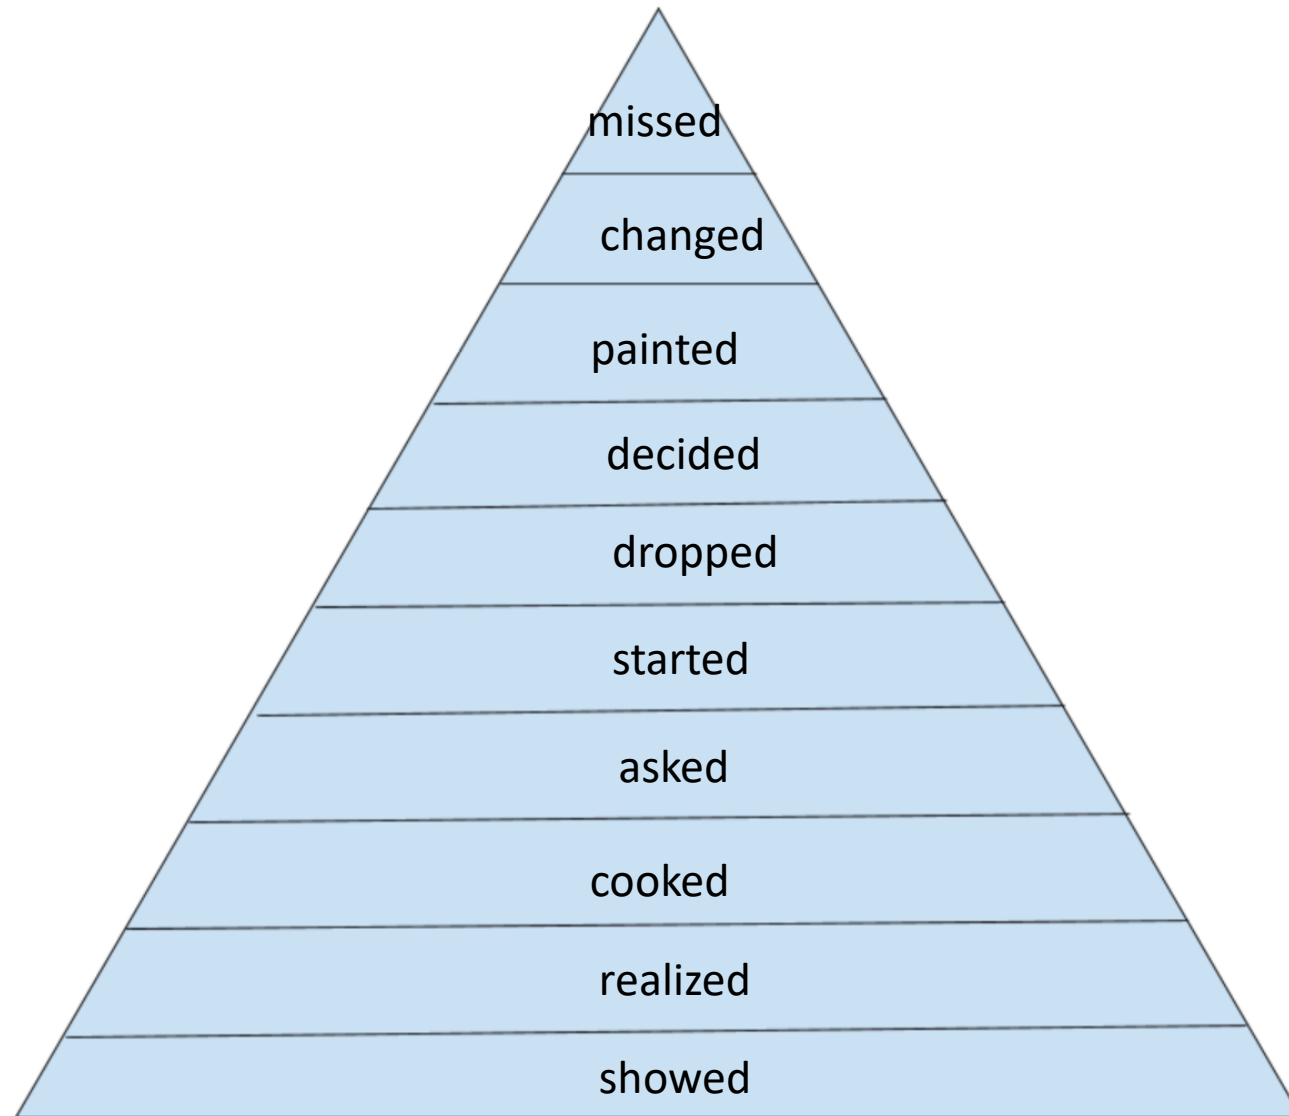 missed
changed
painted
decided
dropped
started
asked
cooked
realized
showed